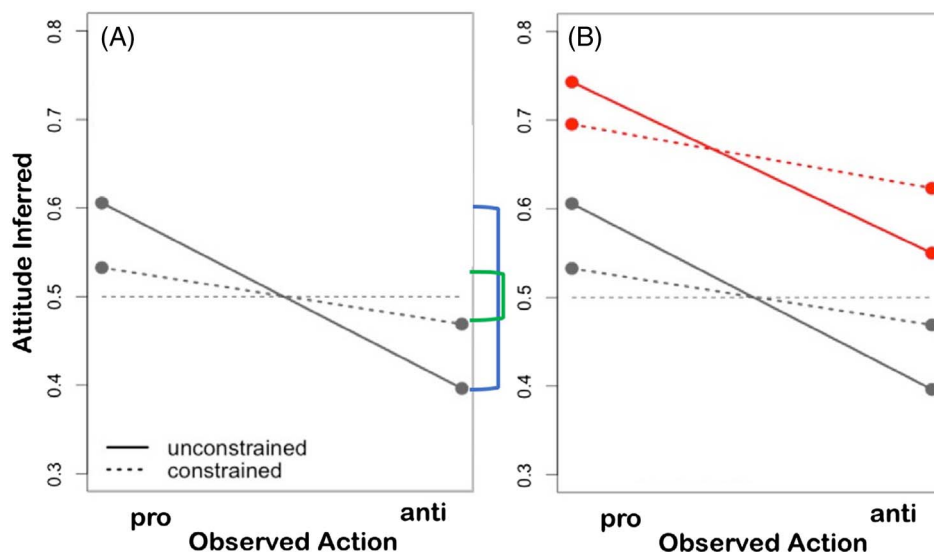 (A)
(B)
Attitude Inferred
0.8
0.7
0.6
0.5
0.4
0.3
unconstrained
constrained
pro
anti
Observed Action
0.8
0.7
0.6
0.5
0.4
0.3
pro
anti
Observed Action